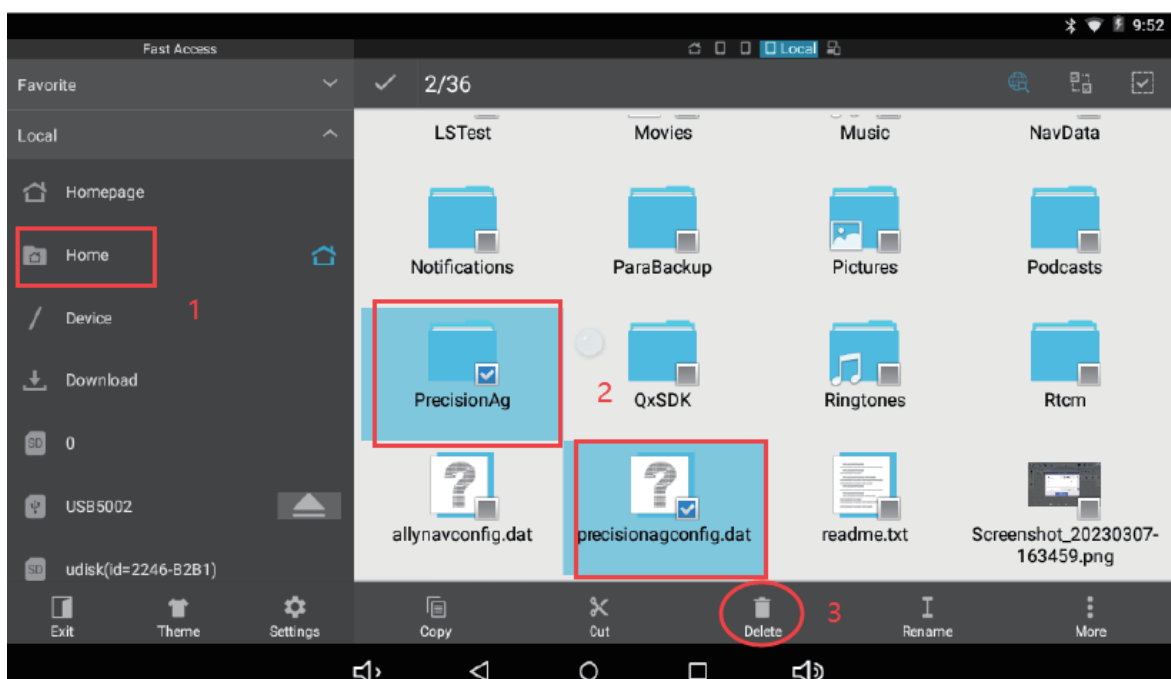 9:52
Fast Access
Local
Favorite
2/36
Local
LSTest
Movies
Music
NavData
Homepage
Home
1
Device
Download
0
USB5002
udisk(id=2246-B2B1)
Notifications
ParaBackup
Pictures
Podcasts
2
PrecisionAg
QxSDK
Ringtones
Rtcm
allynavconfig.dat
precisionagconfig.dat
readme.txt
Screenshot_20230307-
163459.png
Exit
Theme
Settings
Copy
Cut
Delete
3
Rename
More